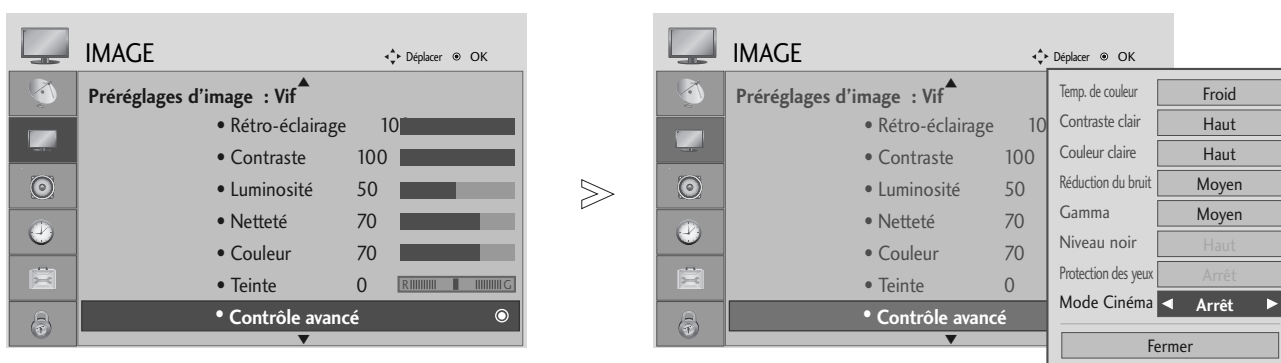 IMAGE
Déplacer OK
Préréglages d'image : Vif
• Rétro-éclairage 10
• Contraste 100
• Luminosité 50
• Netteté 70
• Couleur 70
• Teinte 0 R G
• Contrôle avancé
IMAGE
Déplacer OK
Préréglages d'image : Vif
• Rétro-éclairage 10
• Contraste 100
• Luminosité 50
• Netteté 70
• Couleur 70
• Teinte 0
• Contrôle avancé
Temp. de couleur Froid
Contraste clair Haut
Couleur claire Haut
Réduction du bruit Moyen
Gamma Moyen
Niveau noir Haut
Protection des yeux Arrêt
Mode Cinéma ◄ Arrêt ►
Fermer